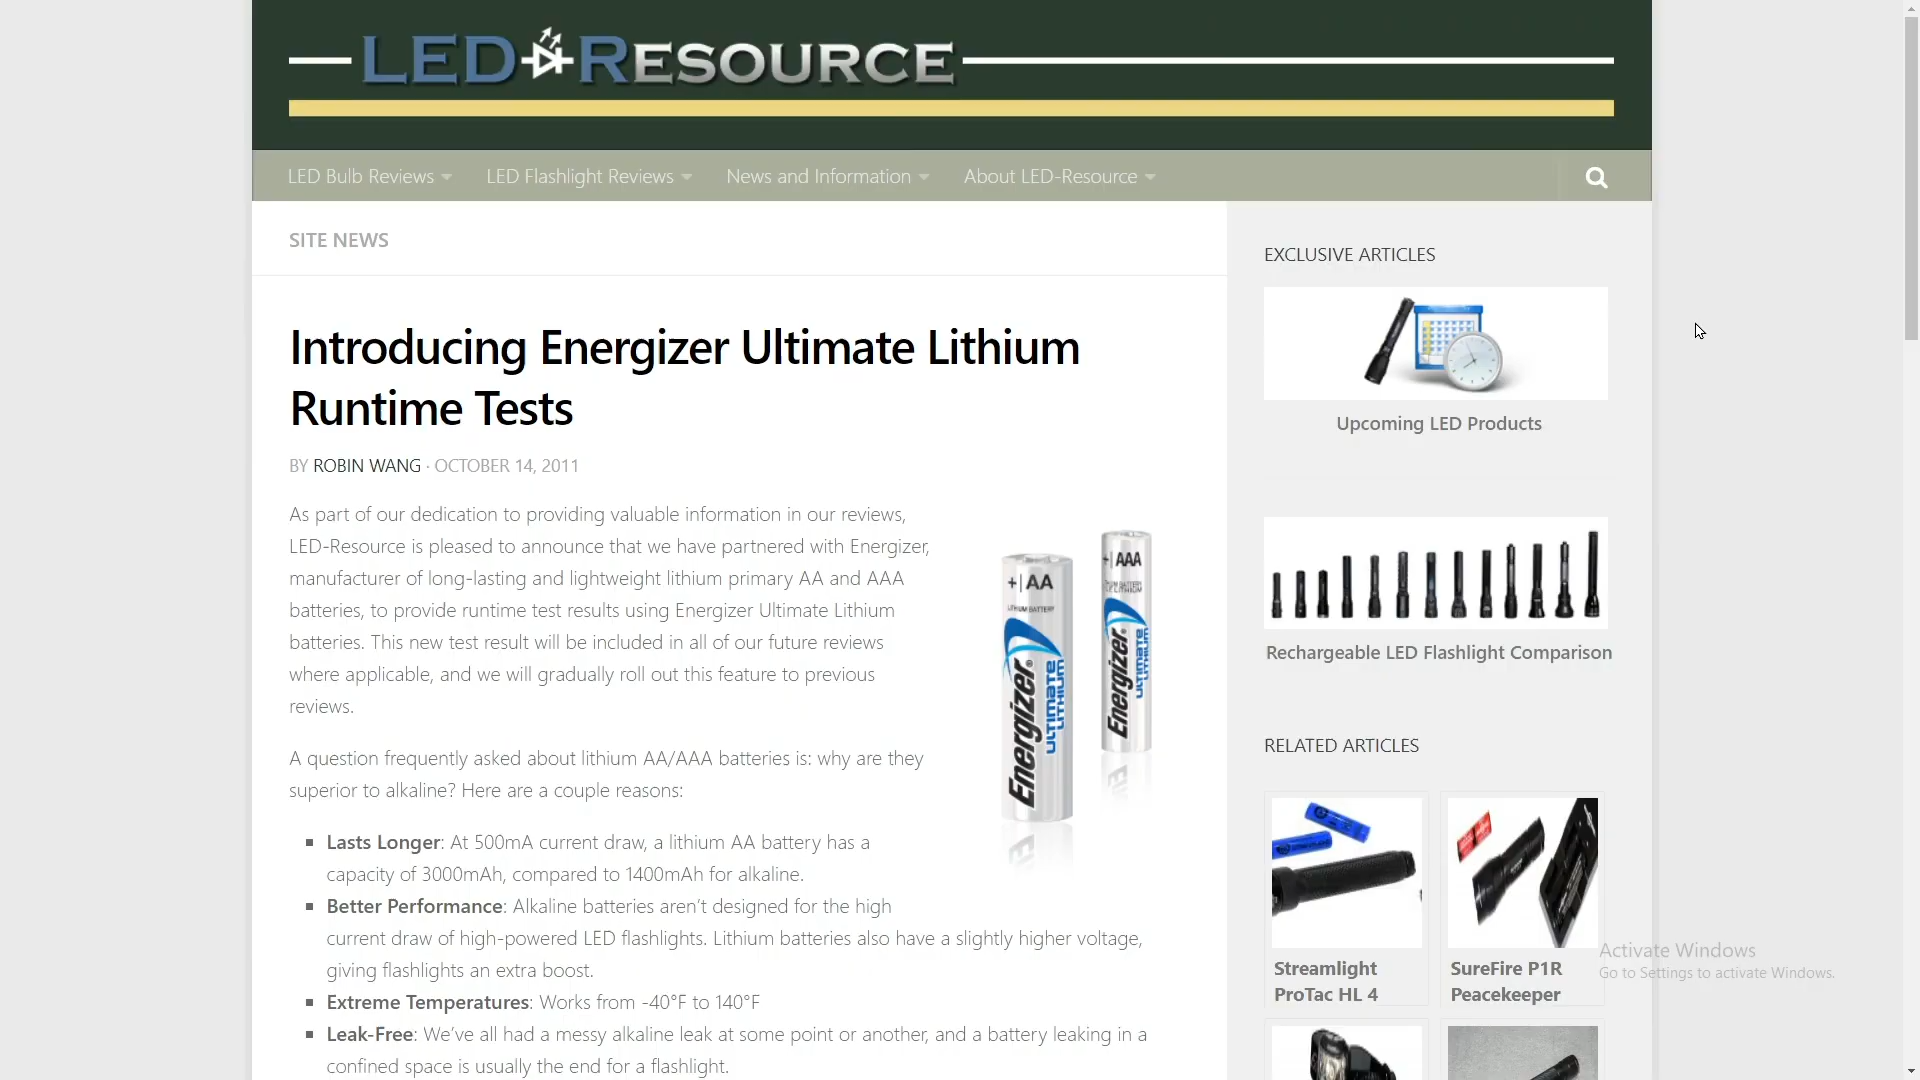 LED RESOURCE
LED Bulb Reviews
LED Flashlight Reviews
News and Information
About LED-Resource
SITE NEWS
Introducing Energizer Ultimate Lithium
Runtime Tests
BY ROBIN WANG · OCTOBER 14, 2011
As part of our dedication to providing valuable information in our reviews,
LED-Resource is pleased to announce that we have partnered with Energizer,
manufacturer of long-lasting and lightweight lithium primary AA and AAA
batteries, to provide runtime test results using Energizer Ultimate Lithium
batteries. This new test result will be included in all of our future reviews
where applicable, and we will gradually roll out this feature to previous
reviews.
A question frequently asked about lithium AA/AAA batteries is: why are they
superior to alkaline? Here are a couple reasons:
Lasts Longer: At 500mA current draw, a lithium AA battery has a
capacity of 3000mAh, compared to 1400mAh for alkaline.
Better Performance: Alkaline batteries aren’t designed for the high
current draw of high-powered LED flashlights. Lithium batteries also have a slightly higher voltage,
giving flashlights an extra boost.
Extreme Temperatures: Works from -40°F to 140°F
Leak-Free: We’ve all had a messy alkaline leak at some point or another, and a battery leaking in a
confined space is usually the end for a flashlight.
+| AA
LITHIUM BATTERY
Energizer®
ULTIMATE
LITHIUM
+| AAA
Energizer®
ULTIMATE
LITHIUM
EXCLUSIVE ARTICLES
Upcoming LED Products
Rechargeable LED Flashlight Comparison
RELATED ARTICLES
Streamlight
ProTac HL 4
SureFire P1R
Peacekeeper
Activate Windows
Go to Settings to activate Windows.